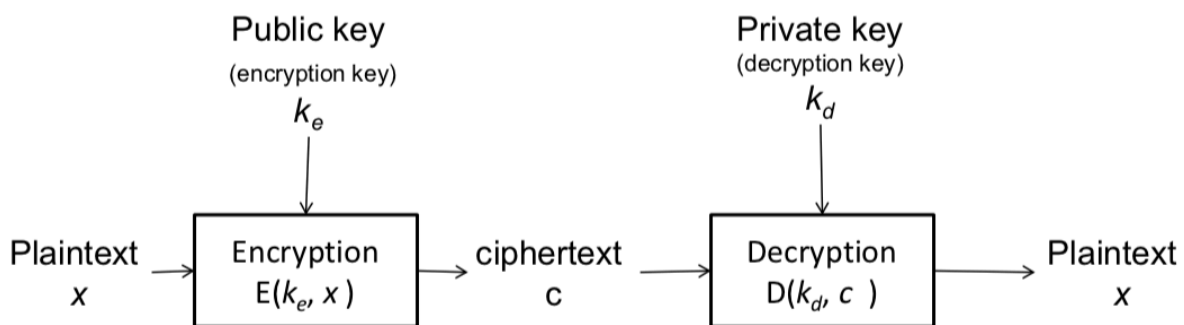 Public key
(encryption key)
kₑ
Private key
(decryption key)
k_d
Plaintext
x
Encryption
E(kₑ, x )
ciphertext
c
Decryption
D(k_d, c )
Plaintext
x